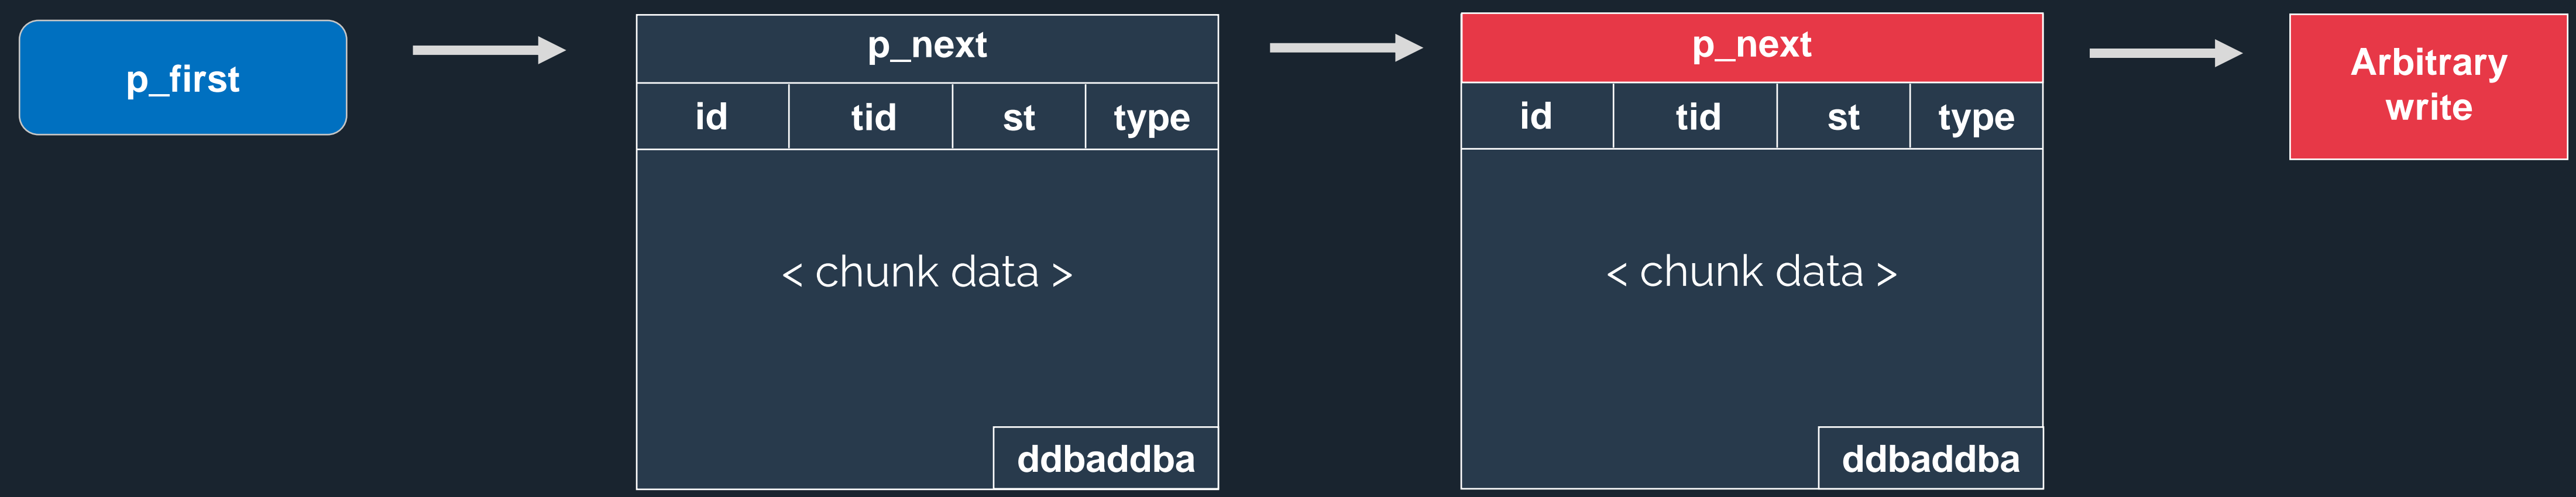 p_first
p_next
id tid st type
< chunk data >
ddbaddba
p_next
id tid st type
< chunk data >
ddbaddba
Arbitrary
write